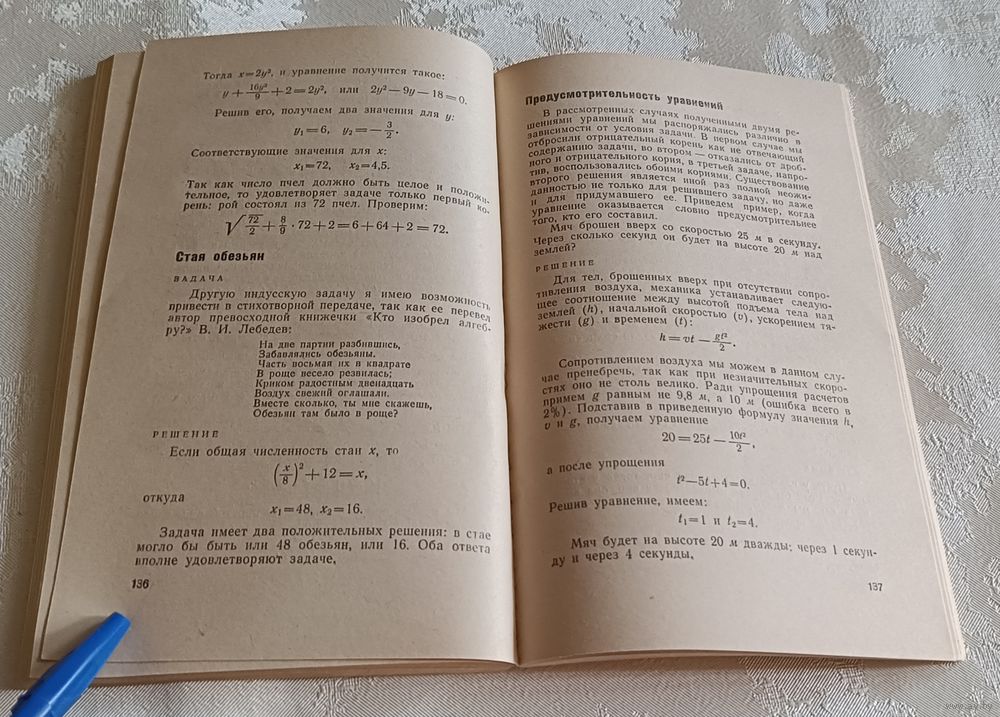 Тогда x=2y², и уравнение получится такое:
y + 16y²/9 + 2 = 2y², или 2y² — 9y — 18 = 0.
Решив его, получаем два значения для y:
y₁ = 6, y₂ = — 3/2.
Соответствующие значения для x:
x₁=72, x₂=4,5.
Так как число пчел должно быть целое и положи-
тельное, то удовлетворяет задаче только первый ко-
рень: рой состоял из 72 пчел. Проверим:
√72/2 + 8/9 · 72 + 2 = 6 + 64 + 2 = 72.
Стая обезьян
ЗАДАЧА
Другую индусскую задачу я имею возможность
привести в стихотворной передаче, так как ее перевел
автор превосходной книжечки «Кто изобрел алгеб-
ру?» В. И. Лебедев:
На две партии разбившись,
Забавлялись обезьяны.
Часть восьмая их в квадрате
В роще весело резвилась;
Криком радостным двенадцать
Воздух свежий оглашали.
Вместе сколько, ты мне скажешь,
Обезьян там было в роще?
РЕШЕНИЕ
Если общая численность стаи x, то
(x/8)² + 12 = x,
откуда
x₁ = 48, x₂ = 16.
Задача имеет два положительных решения: в стае
могло бы быть или 48 обезьян, или 16. Оба ответа
вполне удовлетворяют задаче.
136
Предусмотрительность уравнений
В рассмотренных случаях полученными двумя ре-
шениями уравнений мы распоряжались различно в
зависимости от условия задачи. В первом случае мы
отбросили отрицательный корень как не отвечающий
содержанию задачи, во втором — отказались от дроб-
ного и отрицательного корня, в третьей задаче, напро-
тив, воспользовались обоими корнями. Существование
второго решения является иной раз полной неожи-
данностью не только для решившего задачу, но даже
и для придумавшего ее. Приведем пример, когда
уравнение оказывается словно предусмотрительнее
того, кто его составил.
Мяч брошен вверх со скоростью 25 м в секунду.
Через сколько секунд он будет на высоте 20 м над
землей?
РЕШЕНИЕ
Для тел, брошенных вверх при отсутствии сопро-
тивления воздуха, механика устанавливает следую-
щее соотношение между высотой подъема тела над
землей (h), начальной скоростью (v), ускорением тя-
жести (g) и временем (t):
h = vt — gt²/2.
Сопротивлением воздуха мы можем в данном слу-
чае пренебречь, так как при незначительных скоро-
стях оно не столь велико. Ради упрощения расчетов
примем g равным не 9,8 м, а 10 м (ошибка всего в
2%). Подставив в приведенную формулу значения h,
v и g, получаем уравнение
20 = 25t — 10t²/2,
а после упрощения
t²—5t+4=0.
Решив уравнение, имеем:
t₁=1 и t₂=4.
Мяч будет на высоте 20 м дважды: через 1 секун-
ду и через 4 секунды.
137